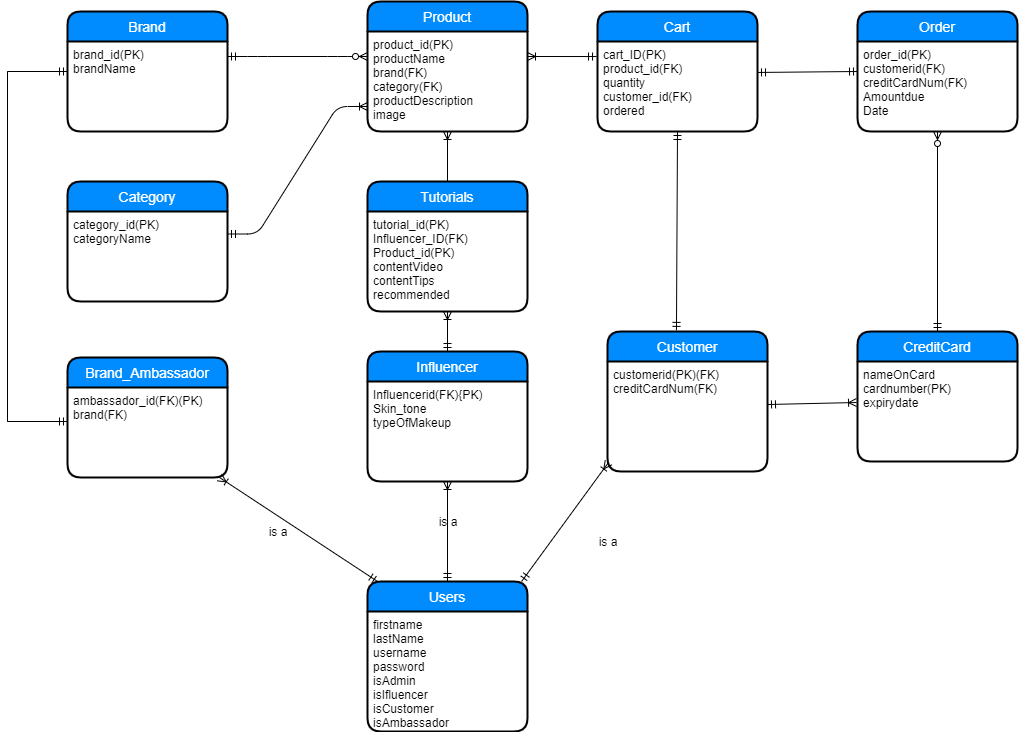 Brand
brand_id(PK)
brandName
Product
product_id(PK)
productName
brand(FK)
category(FK)
productDescription
image
Cart
cart_ID(PK)
product_id(FK)
quantity
customer_id(FK)
ordered
Order
order_id(PK)
customerid(FK)
creditCardNum(FK)
Amountdue
Date
Category
category_id(PK)
categoryName
Tutorials
tutorial_id(PK)
Influencer_ID(FK)
Product_id(PK)
contentVideo
contentTips
recommended
Brand_Ambassador
ambassador_id(FK)(PK)
brand(FK)
Influencer
Influencerid(FK){PK)
Skin_tone
typeOfMakeup
Customer
customerid(PK)(FK)
creditCardNum(FK)
CreditCard
nameOnCard
cardnumber(PK)
expirydate
is a
is a
is a
Users
firstname
lastName
username
password
isAdmin
isIfluencer
isCustomer
isAmbassador